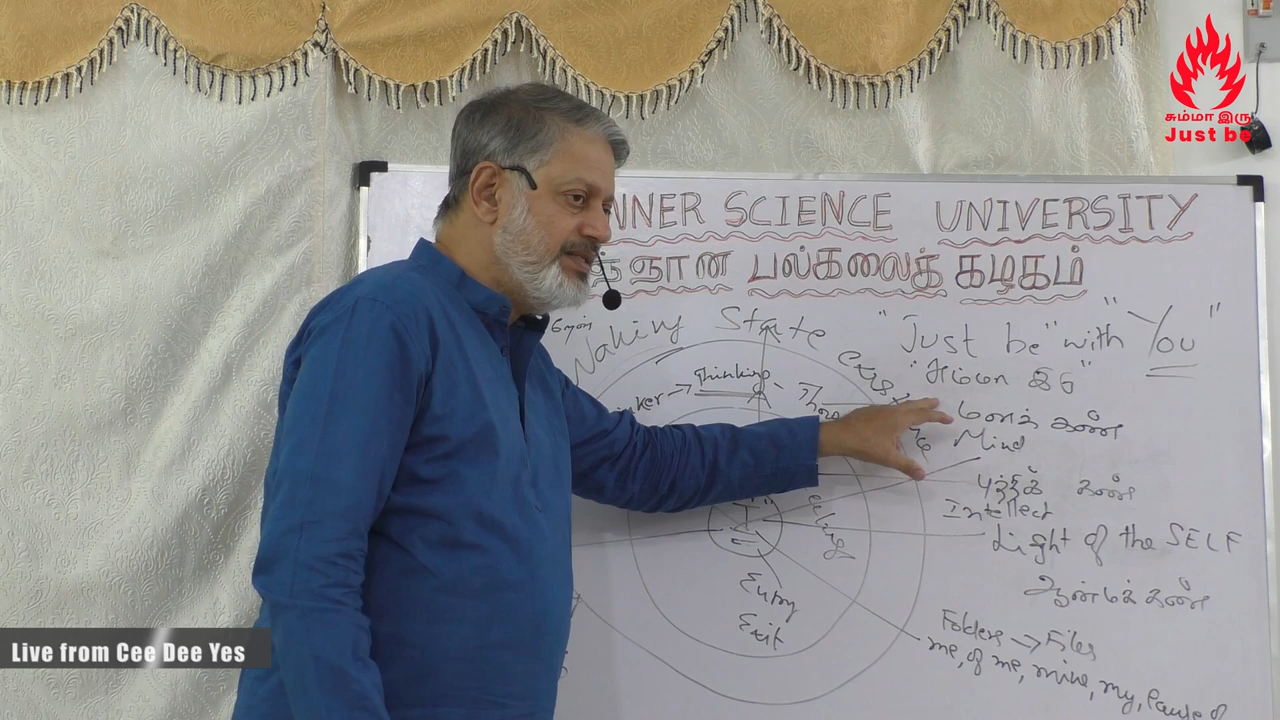 சும்மா இரு
Just be
INNER SCIENCE UNIVERSITY
பல்கலைக் கழகம்
Waking State
"Just be" with "You"
"சும்மா இரு"
Thinking
மனக் கண்
Mind
புத்திக் கண்
Intellect
Light of the SELF
ஆன்மக் கண்
"I"
Entry
Exit
Folders → Files
me, of me, mine, my,
Live from Cee Dee Yes